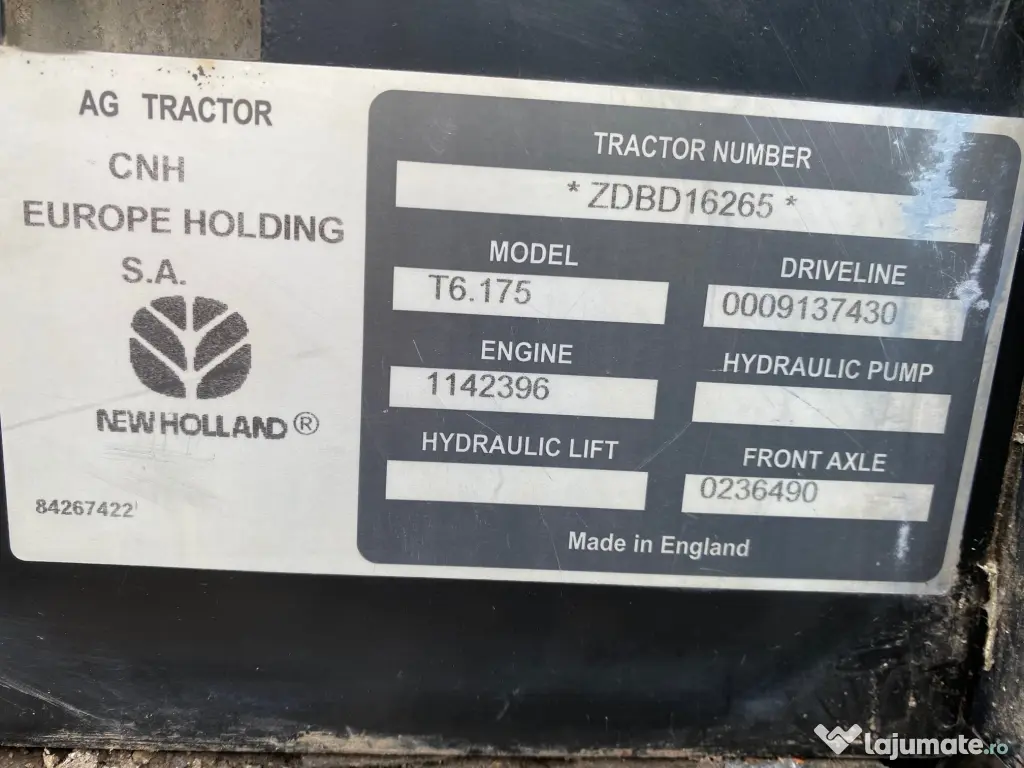 AG TRACTOR
CNH
EUROPE HOLDING
S.A.
NEW HOLLAND®
84267422
TRACTOR NUMBER
*ZDBD16265*
MODEL
T6.175
DRIVELINE
0009137430
ENGINE
1142396
HYDRAULIC PUMP
HYDRAULIC LIFT
FRONT AXLE
0236490
Made in England
lajumate.ro